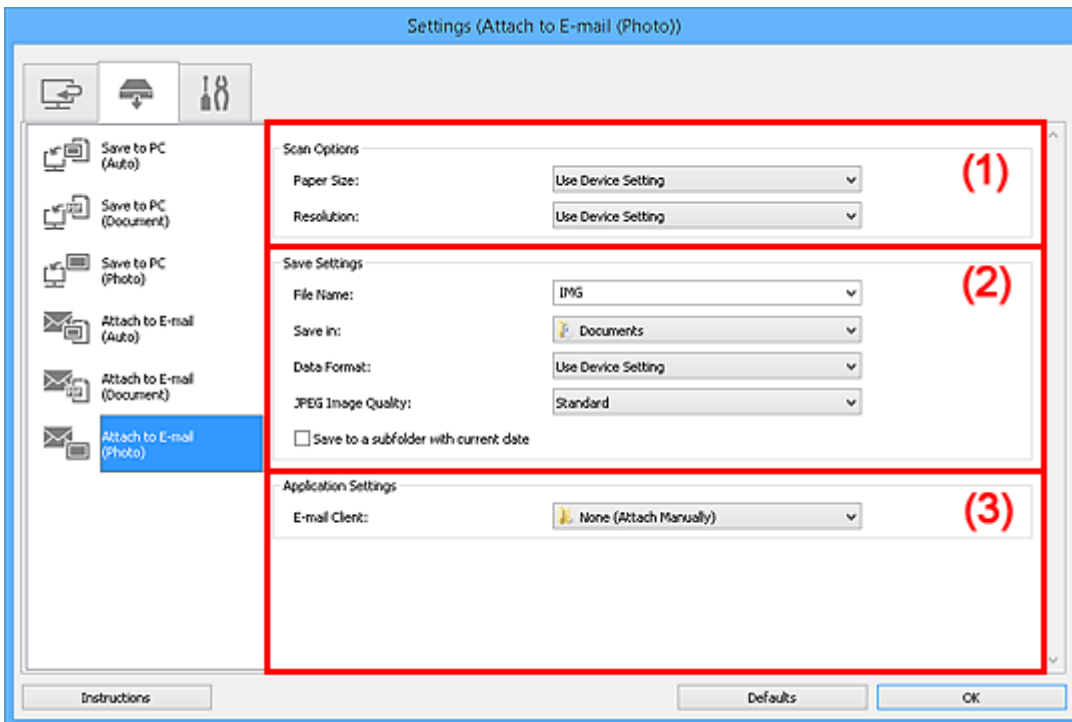 Settings (Attach to E-mail (Photo))
Save to PC
(Auto)
Save to PC
(Document)
Save to PC
(Photo)
Attach to E-mail
(Auto)
Attach to E-mail
(Document)
Attach to E-mail
(Photo)
Scan Options
(1)
Paper Size: Use Device Setting
Resolution: Use Device Setting
Save Settings
(2)
File Name: IMG
Save in: Documents
Data Format: Use Device Setting
JPEG Image Quality: Standard
Save to a subfolder with current date
Application Settings
(3)
E-mail Client: None (Attach Manually)
Instructions Defaults OK